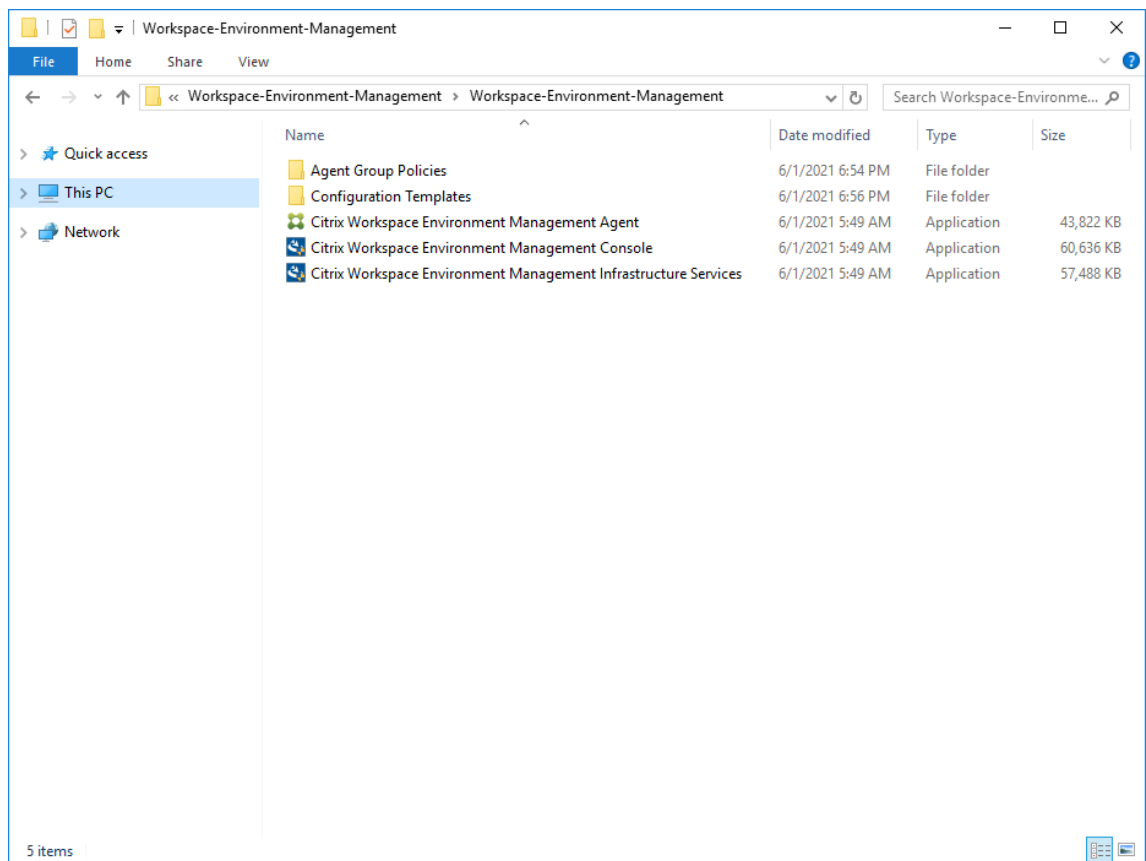 Workspace-Environment-Management
File Home Share View
« Workspace-Environment-Management > Workspace-Environment-Management Search Workspace-Environme...
Name Date modified Type Size
Quick access
This PC
Network
Agent Group Policies 6/1/2021 6:54 PM File folder
Configuration Templates 6/1/2021 6:56 PM File folder
Citrix Workspace Environment Management Agent 6/1/2021 5:49 AM Application 43,822 KB
Citrix Workspace Environment Management Console 6/1/2021 5:49 AM Application 60,636 KB
Citrix Workspace Environment Management Infrastructure Services 6/1/2021 5:49 AM Application 57,488 KB
5 items